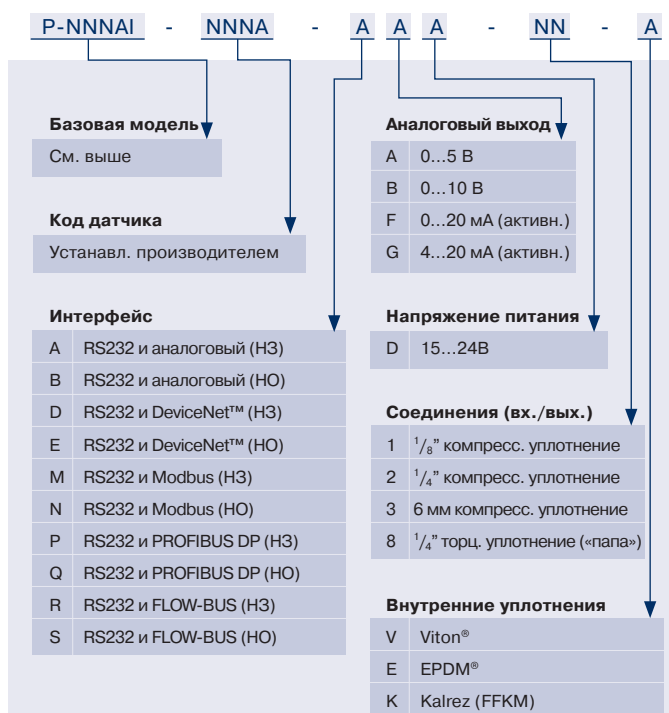 P-NNNAI - NNNA - A A A - NN - A
Базовая модель
См. выше
Код датчика
Устанавл. производителем
Интерфейс
A RS232 и аналоговый (НЗ)
B RS232 и аналоговый (НО)
D RS232 и DeviceNet™ (НЗ)
E RS232 и DeviceNet™ (НО)
M RS232 и Modbus (НЗ)
N RS232 и Modbus (НО)
P RS232 и PROFIBUS DP (НЗ)
Q RS232 и PROFIBUS DP (НО)
R RS232 и FLOW-BUS (НЗ)
S RS232 и FLOW-BUS (НО)
Аналоговый выход
A 0...5 В
B 0...10 В
F 0...20 мА (активн.)
G 4...20 мА (активн.)
Напряжение питания
D 15...24В
Соединения (вх./вых.)
1 1/8” компресс. уплотнение
2 1/4” компресс. уплотнение
3 6 мм компресс. уплотнение
8 1/4” торц. уплотнение («папа»)
Внутренние уплотнения
V Viton®
E EPDM®
K Kalrez (FFKM)